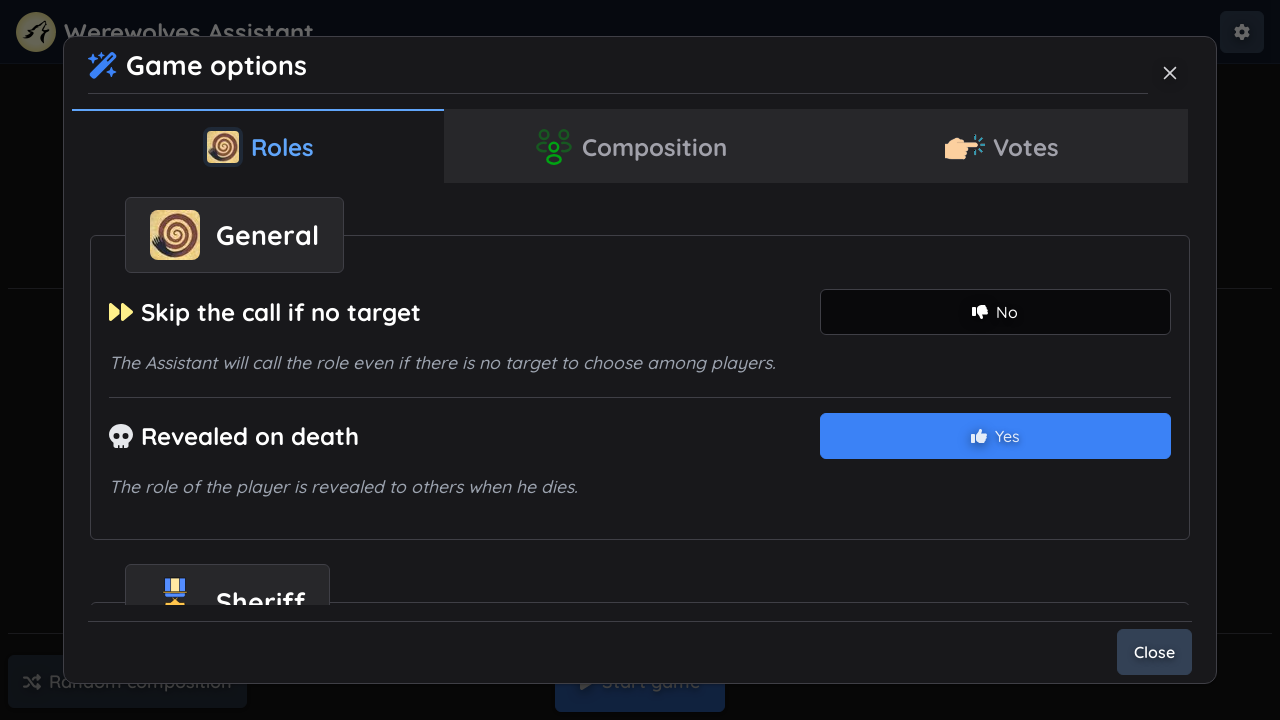 Werewolves Assistant
Game options
Roles
Composition
Votes
General
Skip the call if no target
No
The Assistant will call the role even if there is no target to choose among players.
Revealed on death
Yes
The role of the player is revealed to others when he dies.
Sheriff
Close
Random composition
Start game